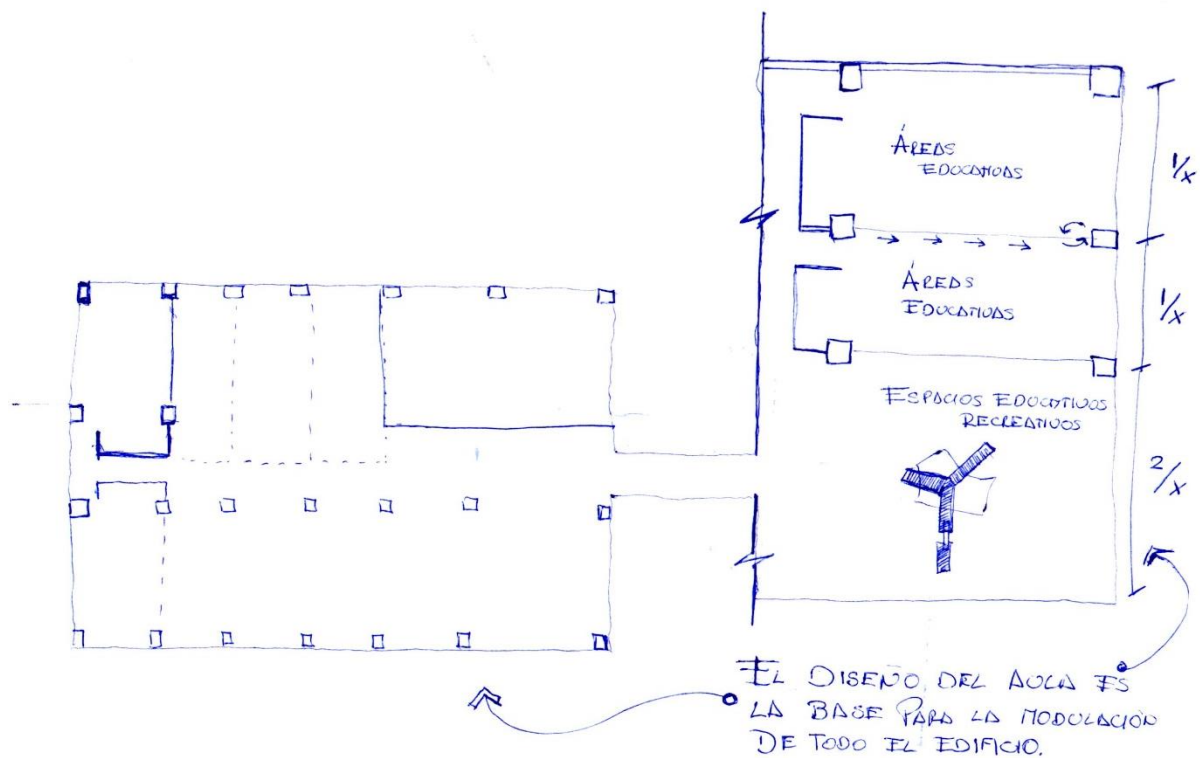 ÁREAS
EDUCATIVAS
1/x
ÁREAS
EDUCATIVAS
1/x
ESPACIOS EDUCATIVOS
RECREATIVOS
2/x
EL DISEÑO DEL AULA ES
LA BASE PARA LA MODULACIÓN
DE TODO EL EDIFICIO.